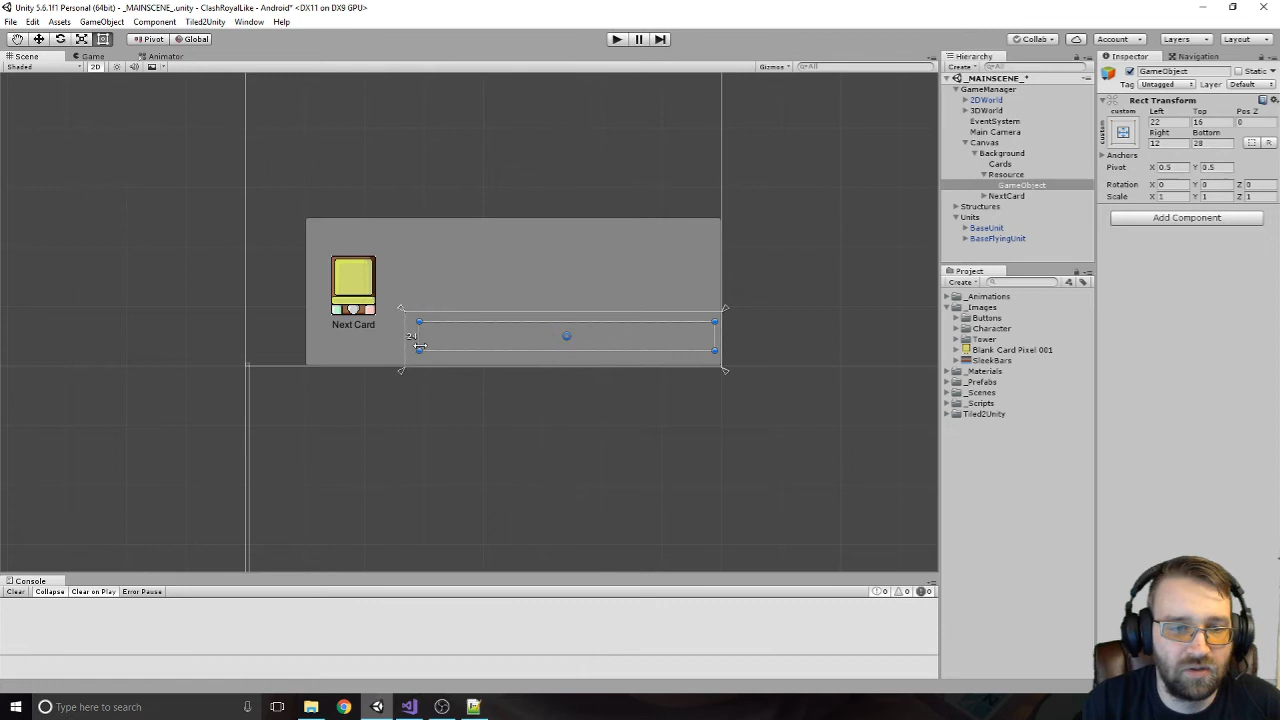 Unity 5.6.1f1 Personal (64bit) - _MAINSCENE_.unity - ClashRoyalLike - Android* <DX11 on DX9 GPU>
File Edit Assets GameObject Component Tiled2Unity Window Help
Pivot Global Collab Account Layers Layout
Scene Game Animator
Shaded 2D Gizmos All
Next Card
Hierarchy
Create All
_MAINSCENE_*
GameManager
2DWorld
3DWorld
EventSystem
Main Camera
Canvas
Background
Cards
Resource
GameObject
NextCard
Structures
Units
BaseUnit
BaseFlyingUnit
Project
Create
_Animations
_Images
Buttons
Character
Tower
Blank Card Pixel 001
SleekBars
_Materials
_Prefabs
_Scenes
_Scripts
Tiled2Unity
Inspector Navigation
GameObject Static
Tag Untagged Layer Default
Rect Transform
custom Left Top Pos Z
custom 22 16 0
Right Bottom
12 28 R
Anchors
Pivot X 0.5 Y 0.5
Rotation X 0 Y 0 Z 0
Scale X 1 Y 1 Z 1
Add Component
Console
Clear Collapse Clear on Play Error Pause 0 0 0
Type here to search